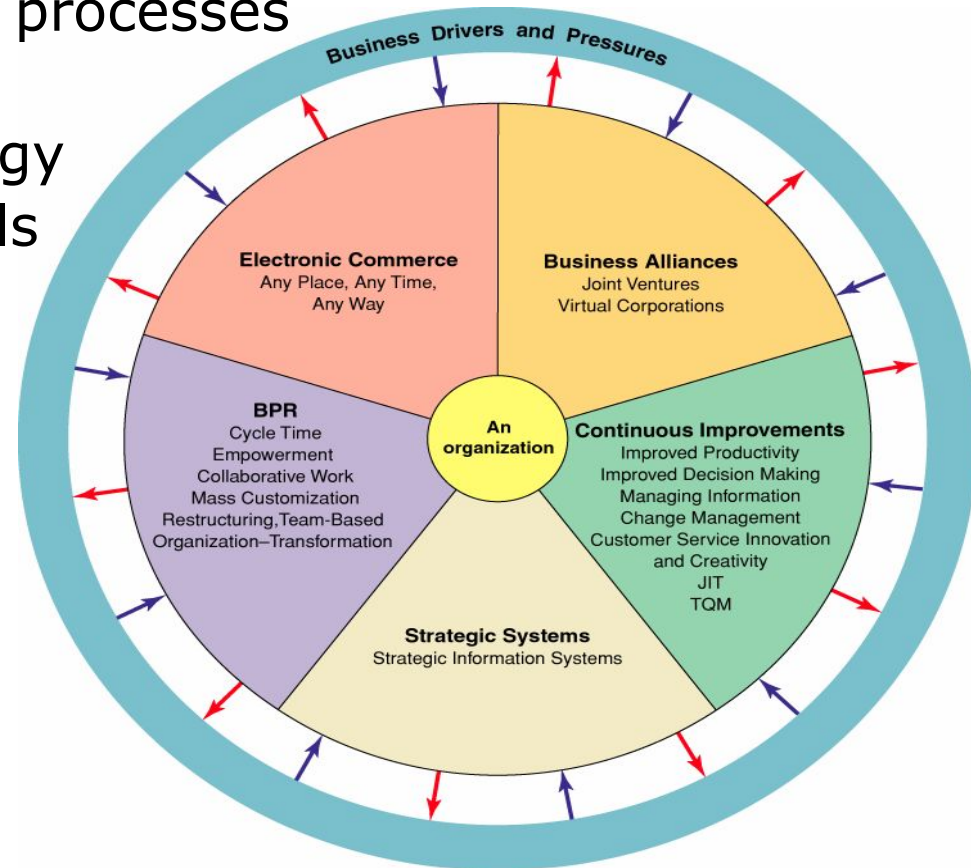 processes
gy
ls
Business Drivers and Pressures
Electronic Commerce
Any Place, Any Time,
Any Way
Business Alliances
Joint Ventures
Virtual Corporations
BPR
Cycle Time
Empowerment
Collaborative Work
Mass Customization
Restructuring,Team-Based
Organization–Transformation
An
organization
Continuous Improvements
Improved Productivity
Improved Decision Making
Managing Information
Change Management
Customer Service Innovation
and Creativity
JIT
TQM
Strategic Systems
Strategic Information Systems